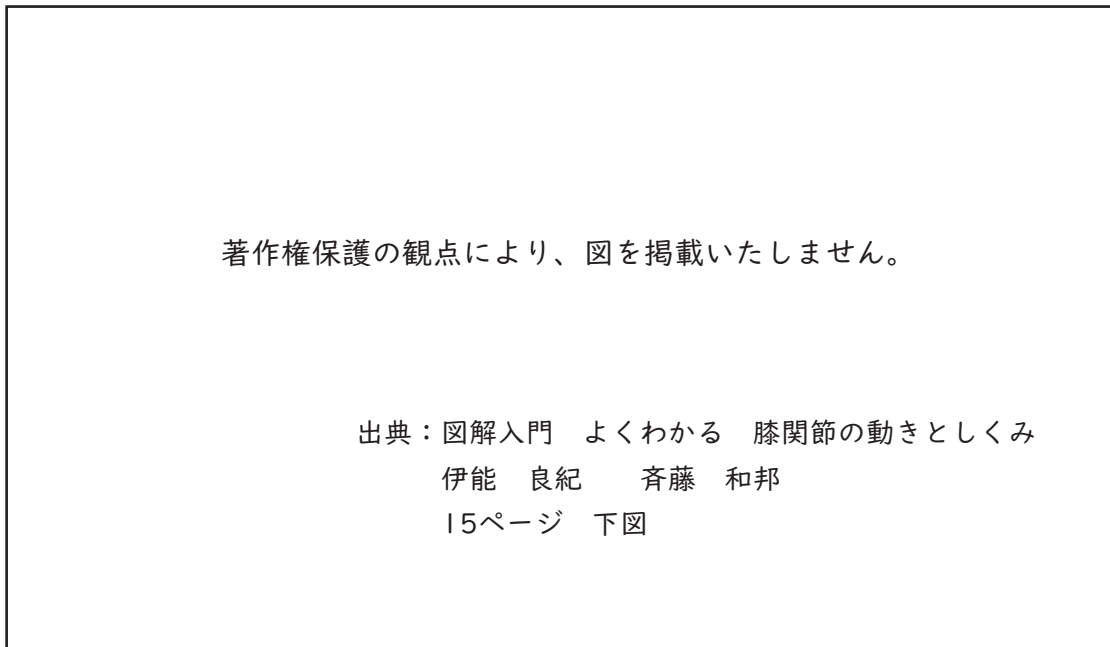 著作権保護の観点により、図を掲載いたしません。
出典：図解入門　よくわかる　膝関節の動きとしくみ
伊能　良紀　　斉藤　和邦
15ページ　下図